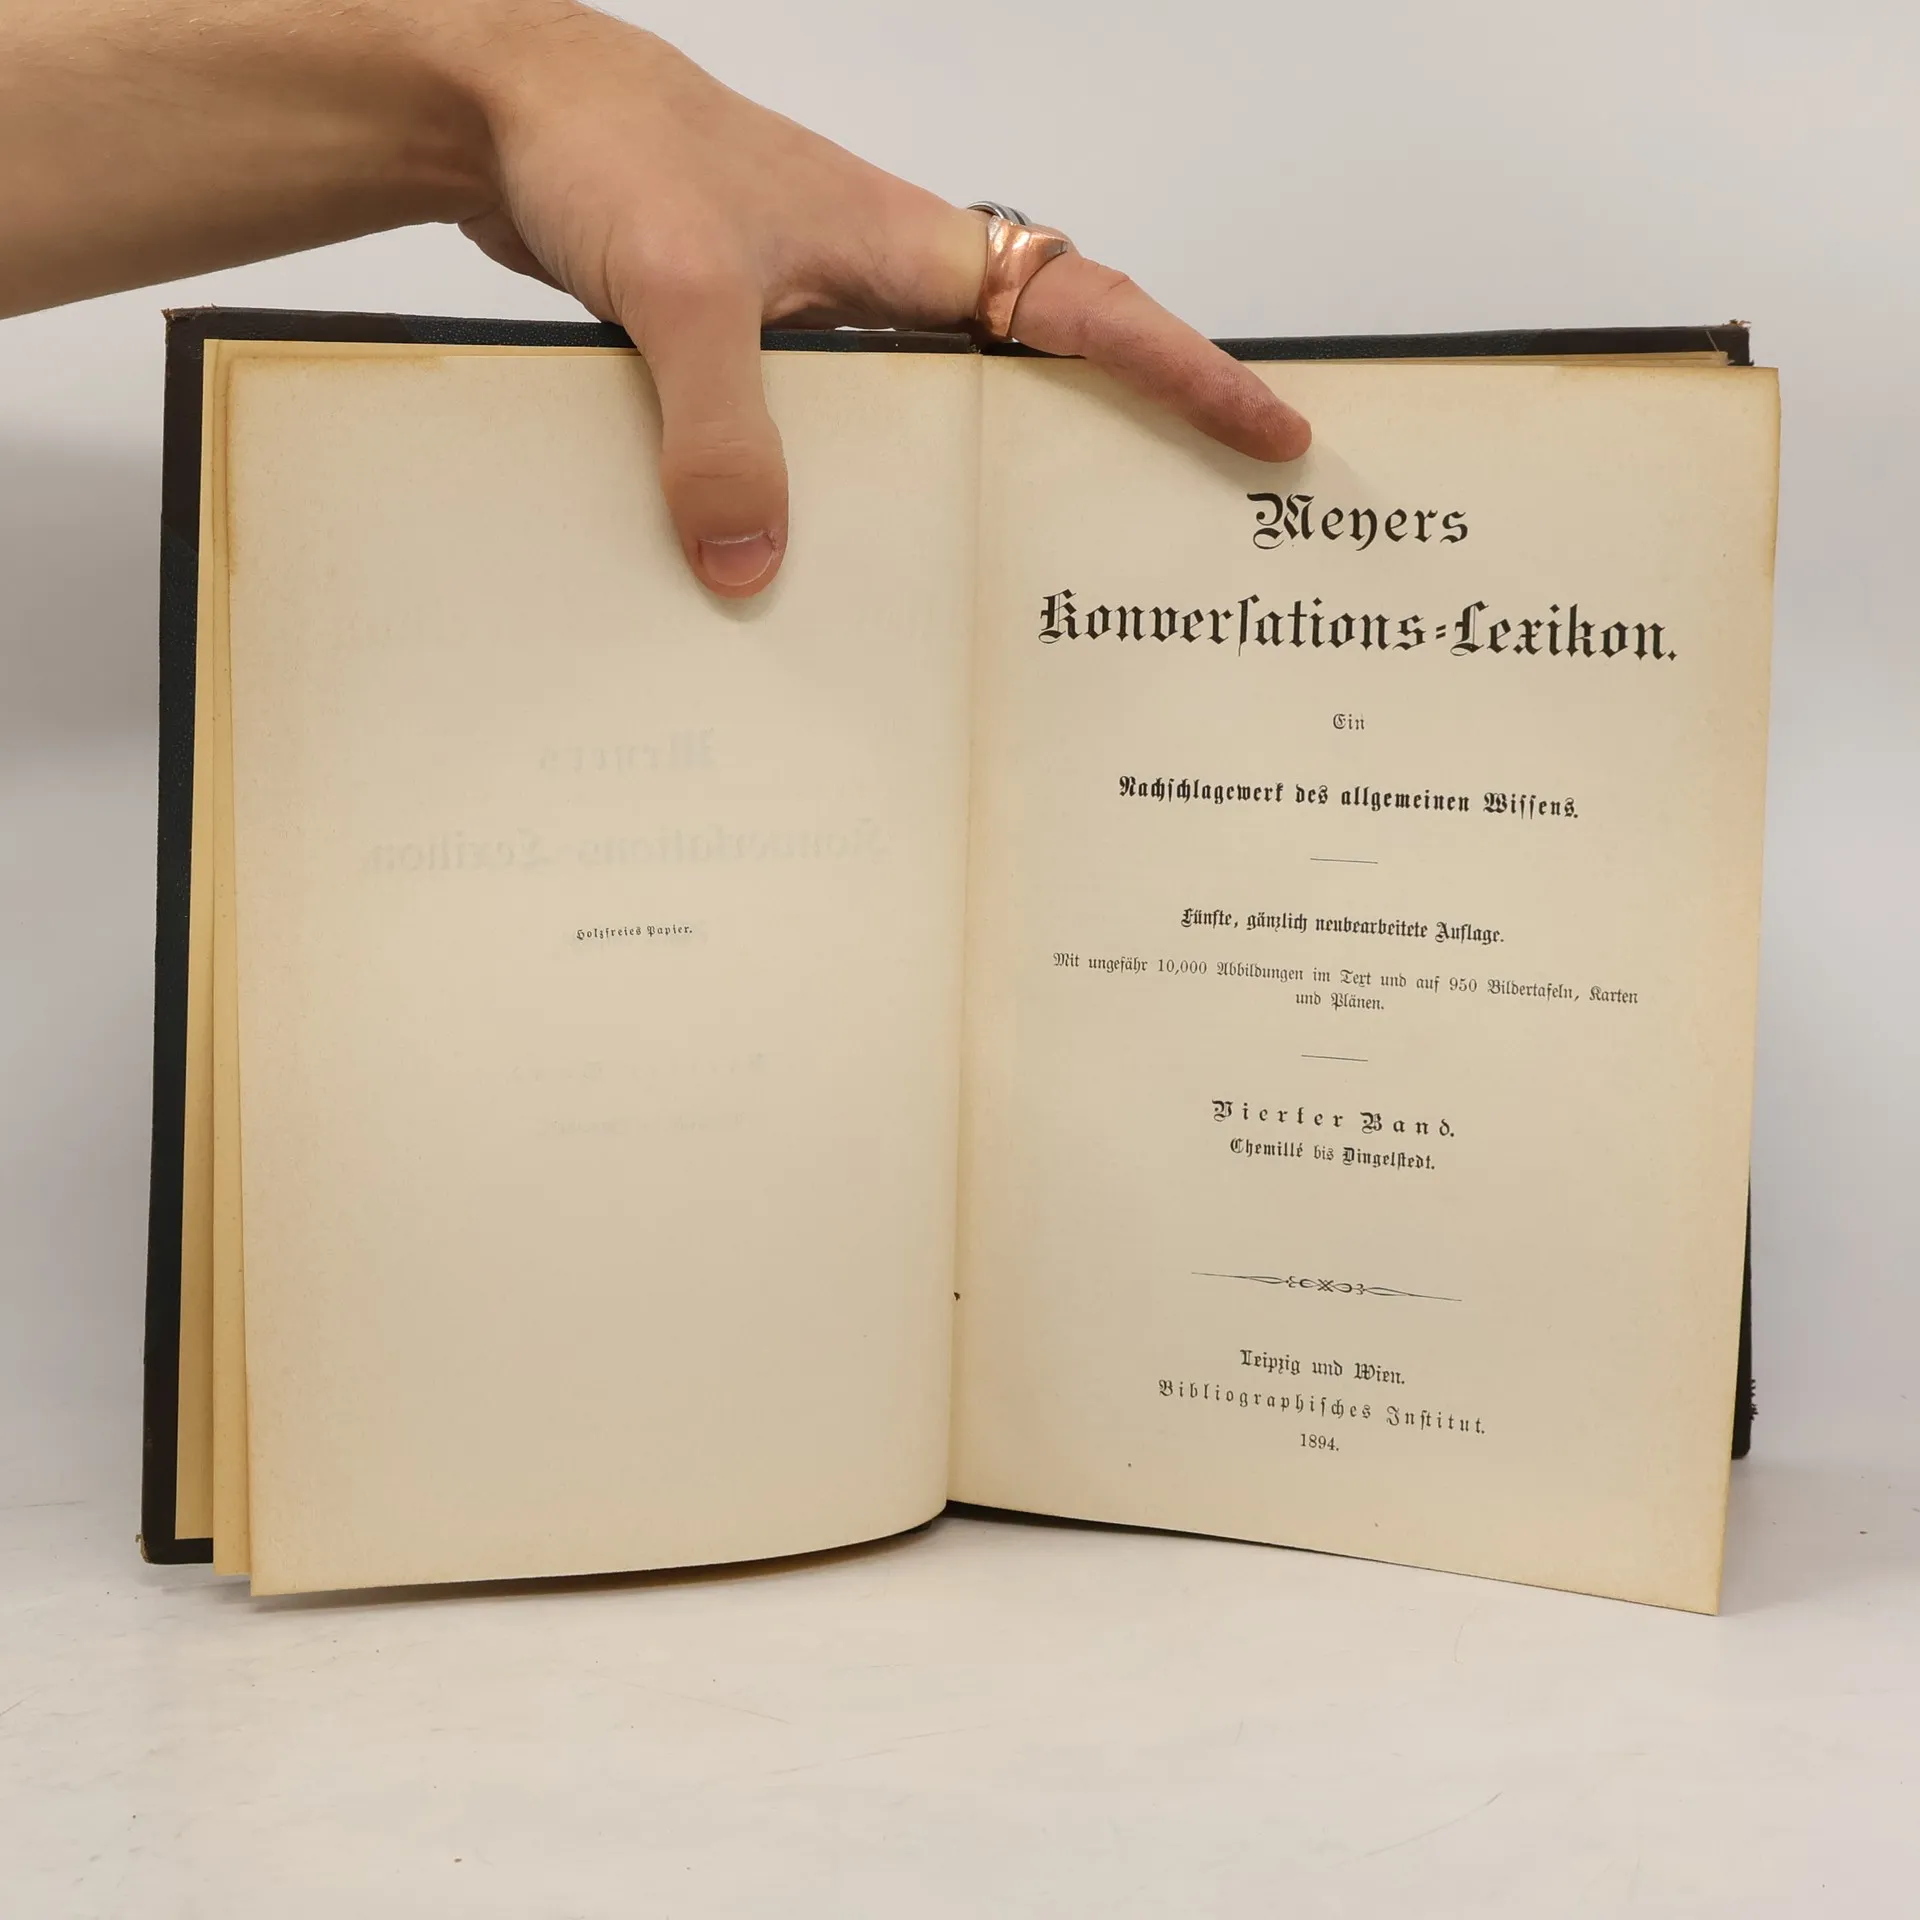 Holzfreies Papier.
Meyers
Konverſations=Lexikon.
Ein
Nachſchlagewerk des allgemeinen Wiſſens.
Fünfte, gänzlich neubearbeitete Auflage.
Mit ungefähr 10,000 Abbildungen im Text und auf 950 Bildertafeln, Karten
und Plänen.
Vierter Band.
Chemillé bis Dingelſtedt.
Leipzig und Wien.
Bibliographiſches Inſtitut.
1894.